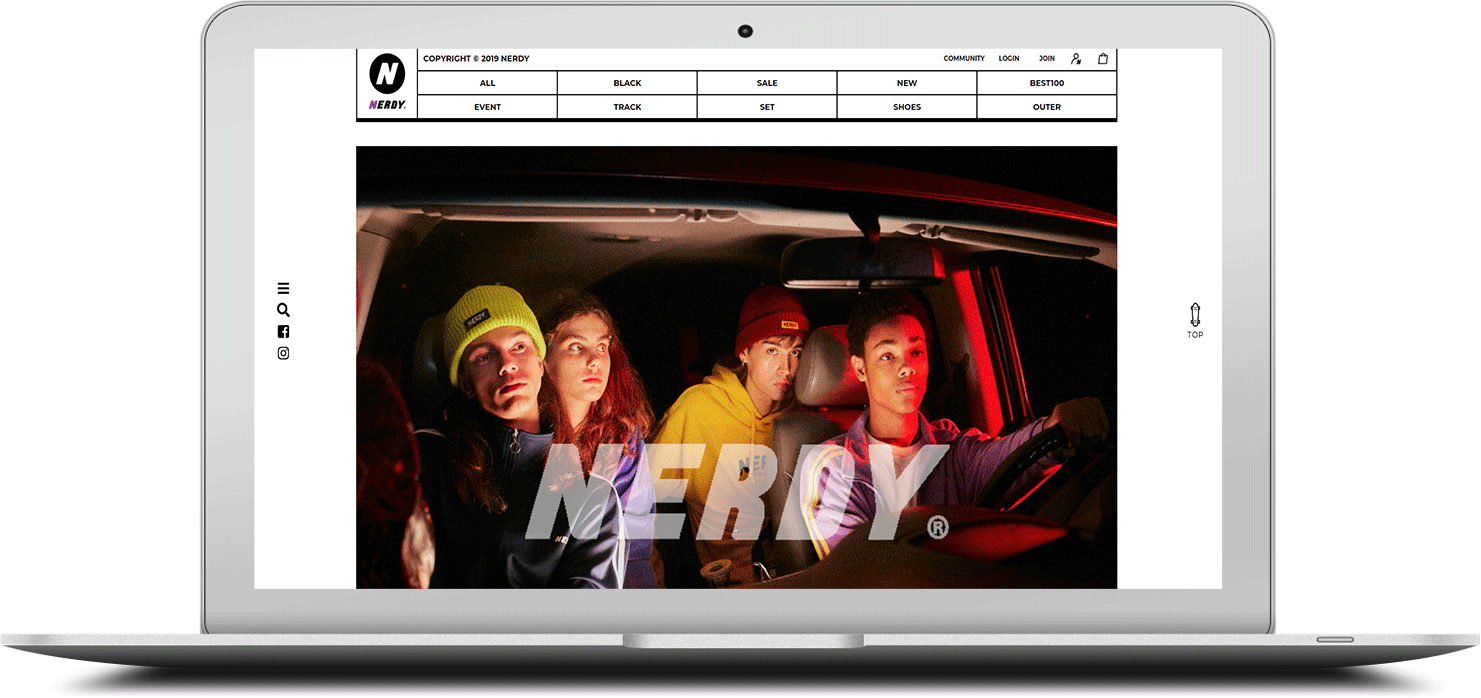 N
NERDY.
COPYRIGHT © 2019 NERDY
COMMUNITY LOGIN JOIN
ALL BLACK SALE NEW BEST100
EVENT TRACK SET SHOES OUTER
NERDY
NERDY
NERDY®
TOP